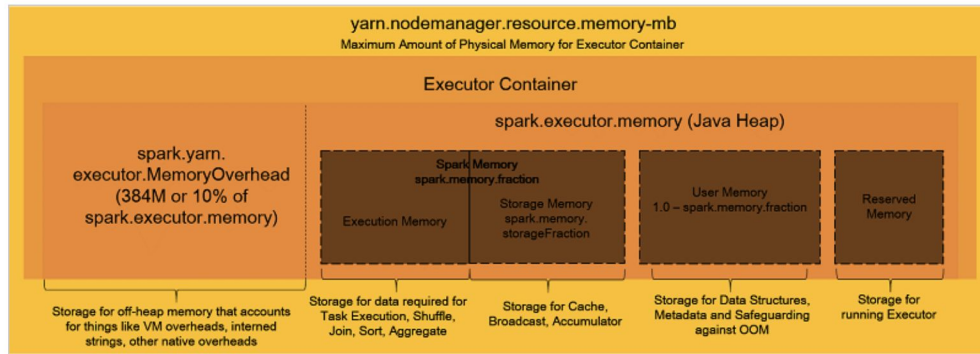 yarn.nodemanager.resource.memory-mb
Maximum Amount of Physical Memory for Executor Container
Executor Container
spark.yarn.
executor.MemoryOverhead
(384M or 10% of
spark.executor.memory)
spark.executor.memory (Java Heap)
Spark Memory
spark.memory.fraction
Execution Memory
Storage Memory
spark.memory.
storageFraction
User Memory
1.0 – spark.memory.fraction
Reserved
Memory
Storage for off-heap memory that accounts
for things like VM overheads, interned
strings, other native overheads
Storage for data required for
Task Execution, Shuffle,
Join, Sort, Aggregate
Storage for Cache,
Broadcast, Accumulator
Storage for Data Structures,
Metadata and Safeguarding
against OOM
Storage for
running Executor